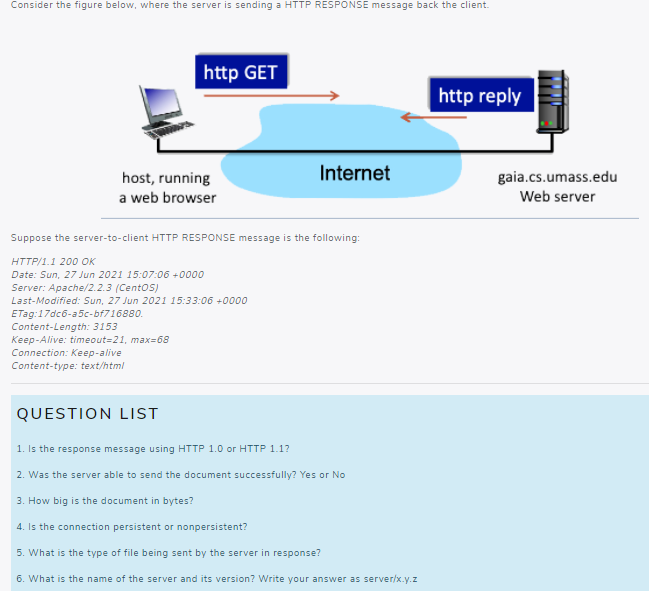 Consider the figure below, where the server is sending a HTTP RESPONSE message back the client.
http GET
http reply
Internet
host, running
a web browser
gaia.cs.umass.edu
Web server
Suppose the server-to-client HTTP RESPONSE message is the following:
HTTP/1.1 200 OK
Date: Sun, 27 Jun 2021 15:07:06 +0000
Server: Apache/2.2.3 (CentOS)
Last-Modified: Sun, 27 Jun 2021 15:33:06 +0000
ETag:17dc6-a5c-bf716880.
Content-Length: 3153
Keep-Alive: timeout=21, max=68
Connection: Keep-alive
Content-type: text/html
QUESTION LIST
1. Is the response message using HTTP 1.0 or HTTP 1.1?
2. Was the server able to send the document successfully? Yes or No
3. How big is the document in bytes?
4. Is the connection persistent or nonpersistent?
5. What is the type of file being sent by the server in response?
6. What is the name of the server and its version? Write your answer as server/x.y.z